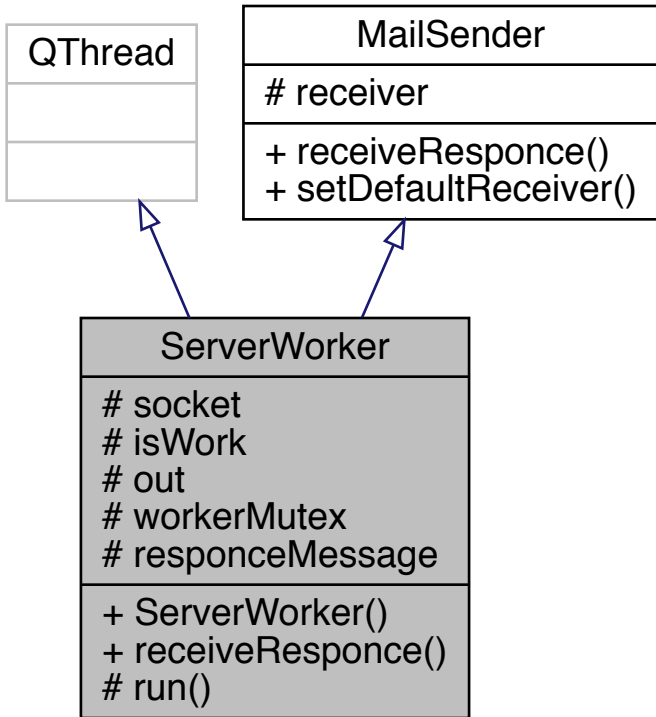 QThread
MailSender
# receiver
+ receiveResponce()
+ setDefaultReceiver()
ServerWorker
# socket
# isWork
# out
# workerMutex
# responceMessage
+ ServerWorker()
+ receiveResponce()
# run()